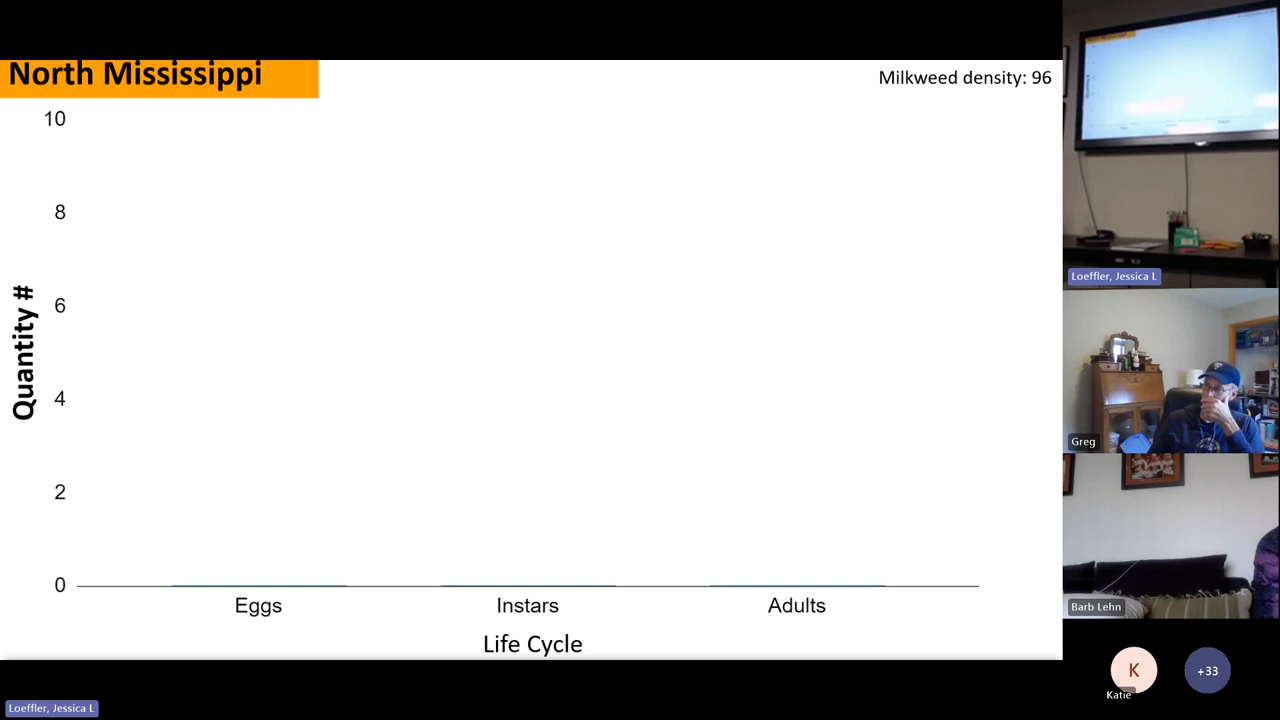 North Mississippi
Milkweed density: 96
10
8
6
4
2
0
Quantity #
Eggs
Instars
Adults
Life Cycle
Loeffler, Jessica L
Loeffler, Jessica L
Greg
Barb Lehn
K
Katie
+33